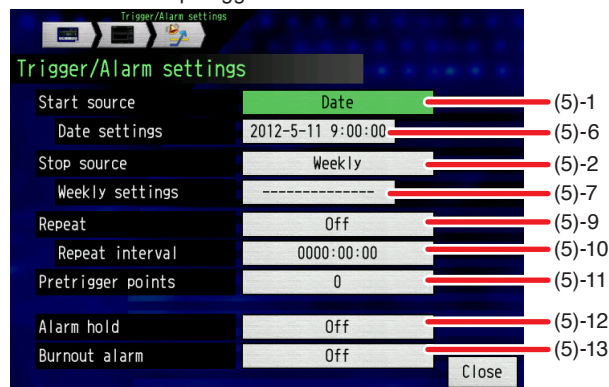 Trigger/Alarm settings
Trigger/Alarm settings
Start source Date (5)-1
Date settings 2012-5-11 9:00:00 (5)-6
Stop source Weekly (5)-2
Weekly settings -------------- (5)-7
Repeat Off (5)-9
Repeat interval 0000:00:00 (5)-10
Pretrigger points 0 (5)-11
Alarm hold Off (5)-12
Burnout alarm Off (5)-13
Close